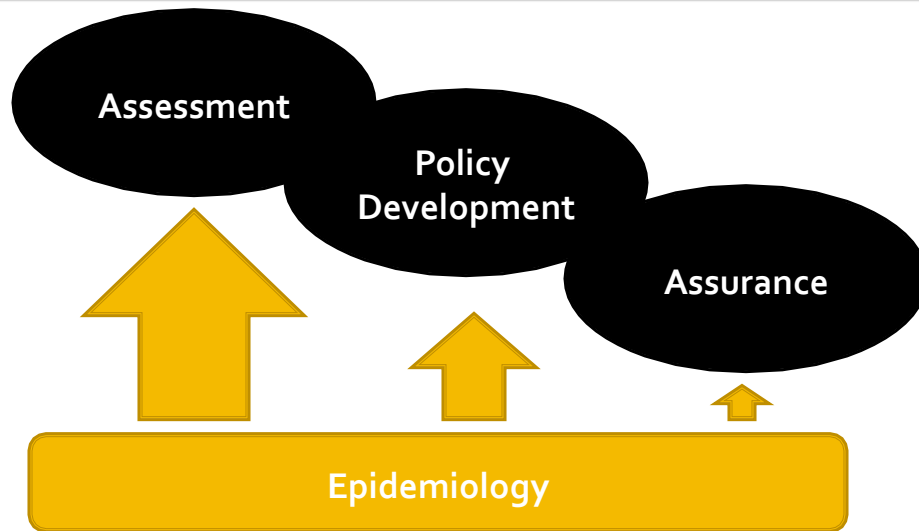 Assessment
Policy
Development
Assurance
Epidemiology